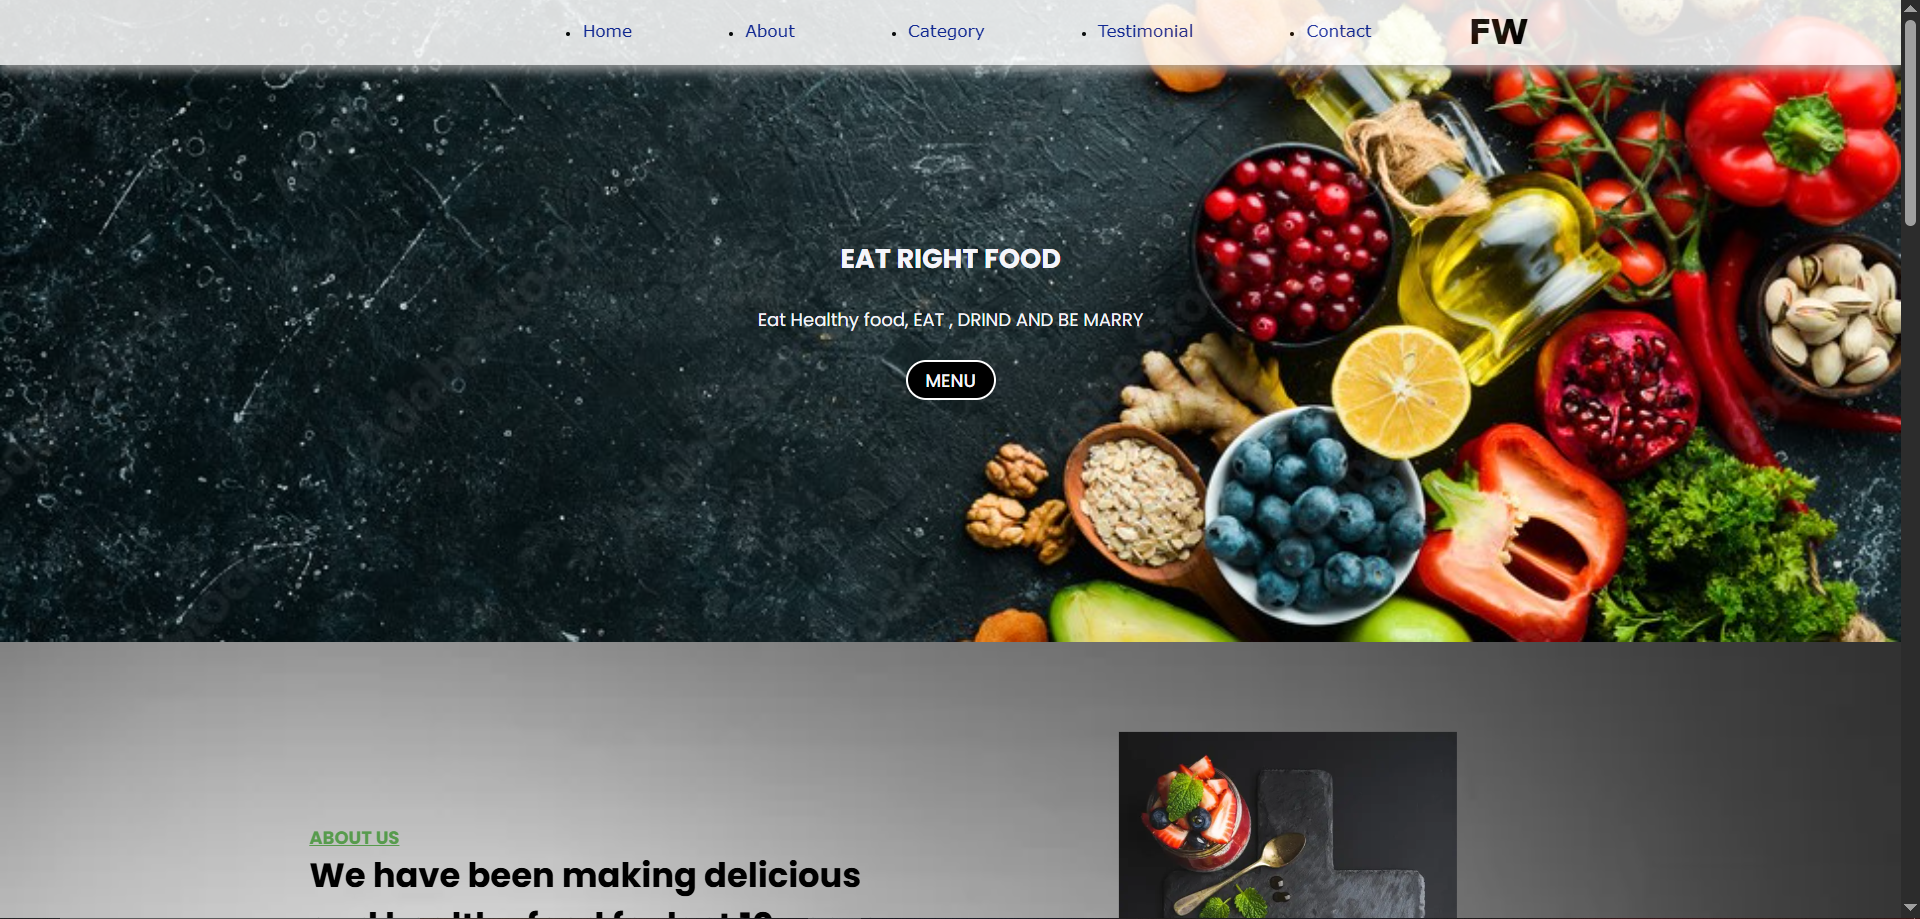 Home
About
Category
Testimonial
Contact
FW
EAT RIGHT FOOD
Eat Healthy food, EAT , DRIND AND BE MARRY
MENU
ABOUT US
We have been making delicious